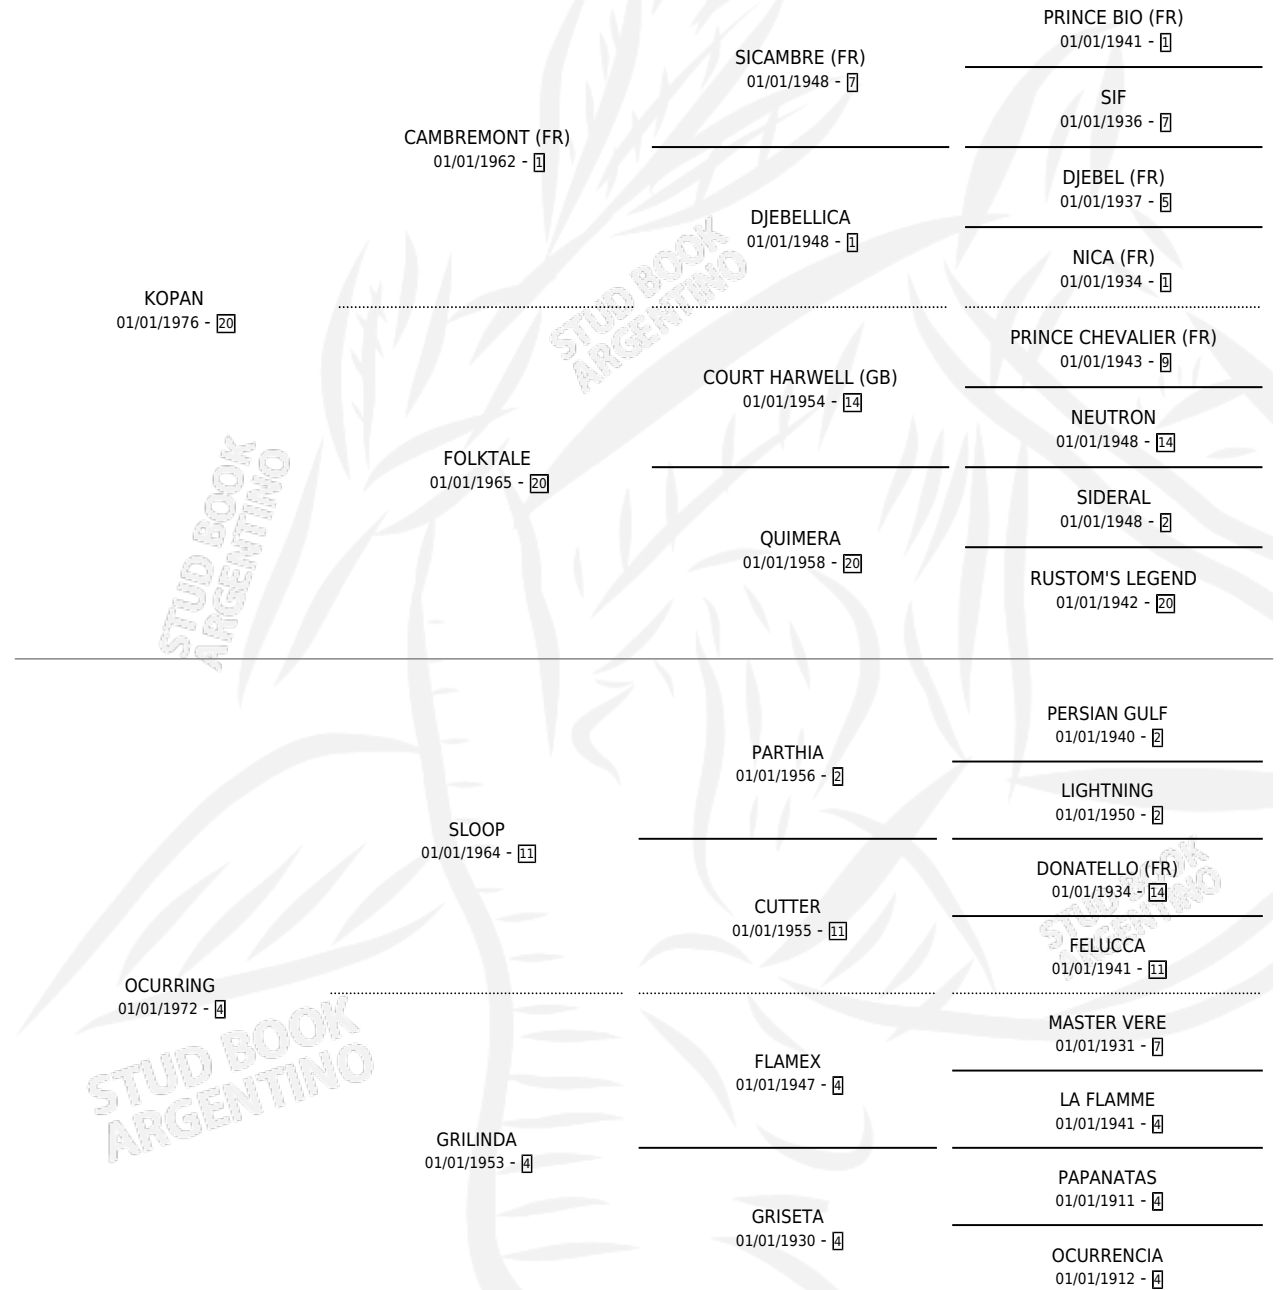 PRINCE BIO (FR)
01/01/1941 - 1
SICAMBRE (FR)
01/01/1948 - 7
SIF
01/01/1936 - 7
CAMBREMONT (FR)
01/01/1962 - 1
DJEBEL (FR)
01/01/1937 - 5
DJEBELLICA
01/01/1948 - 1
NICA (FR)
01/01/1934 - 1
KOPAN
01/01/1976 - 20
PRINCE CHEVALIER (FR)
01/01/1943 - 9
COURT HARWELL (GB)
01/01/1954 - 14
NEUTRON
01/01/1948 - 14
FOLKTALE
01/01/1965 - 20
SIDERAL
01/01/1948 - 2
QUIMERA
01/01/1958 - 20
RUSTOM'S LEGEND
01/01/1942 - 20
PERSIAN GULF
01/01/1940 - 2
PARTHIA
01/01/1956 - 2
LIGHTNING
01/01/1950 - 2
SLOOP
01/01/1964 - 11
DONATELLO (FR)
01/01/1934 - 14
CUTTER
01/01/1955 - 11
FELUCCA
01/01/1941 - 11
OCURRING
01/01/1972 - 4
MASTER VERE
01/01/1931 - 7
FLAMEX
01/01/1947 - 4
LA FLAMME
01/01/1941 - 4
GRILINDA
01/01/1953 - 4
PAPANATAS
01/01/1911 - 4
GRISETA
01/01/1930 - 4
OCURRENCIA
01/01/1912 - 4
STUD BOOK
ARGENTINO
STUD BOOK
ARGENTINO
STUD BOOK
ARGENTINO
STUD BOOK
ARGENTINO